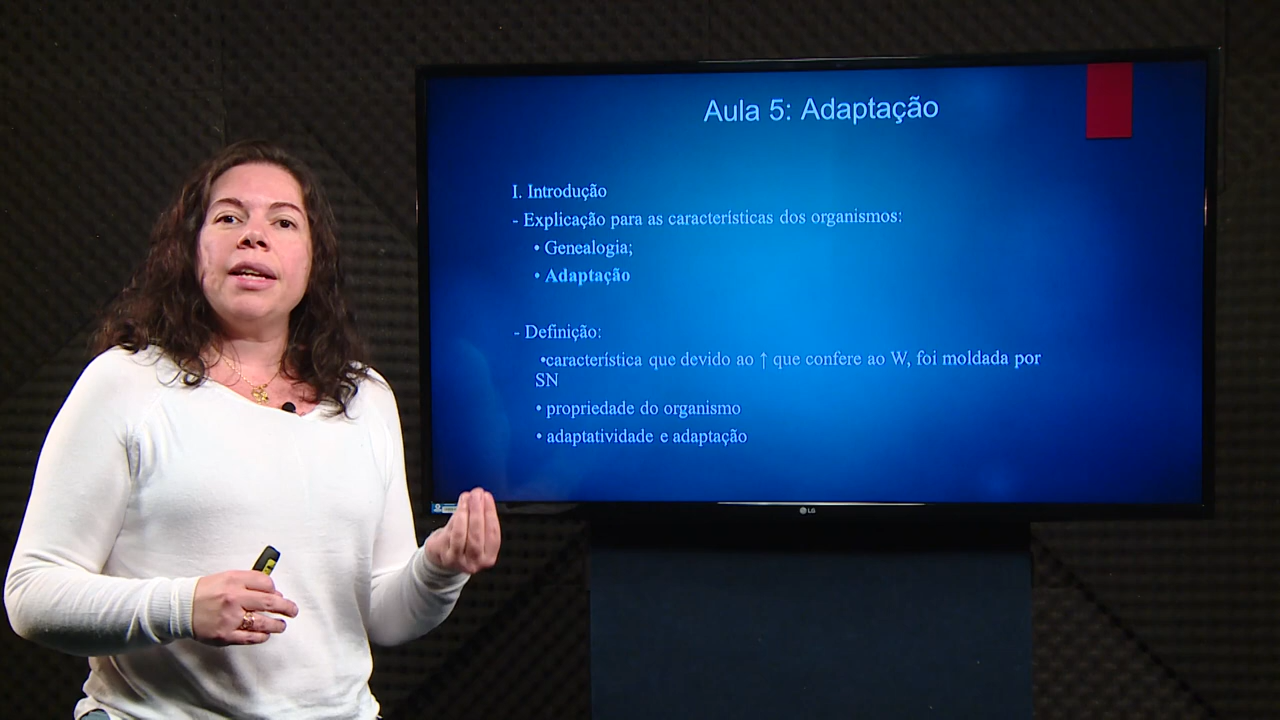 Aula 5: Adaptação
I. Introdução
- Explicação para as características dos organismos:
• Genealogia;
• Adaptação
- Definição:
•característica que devido ao ↑ que confere ao W, foi moldada por
SN
• propriedade do organismo
• adaptatividade e adaptação
LG